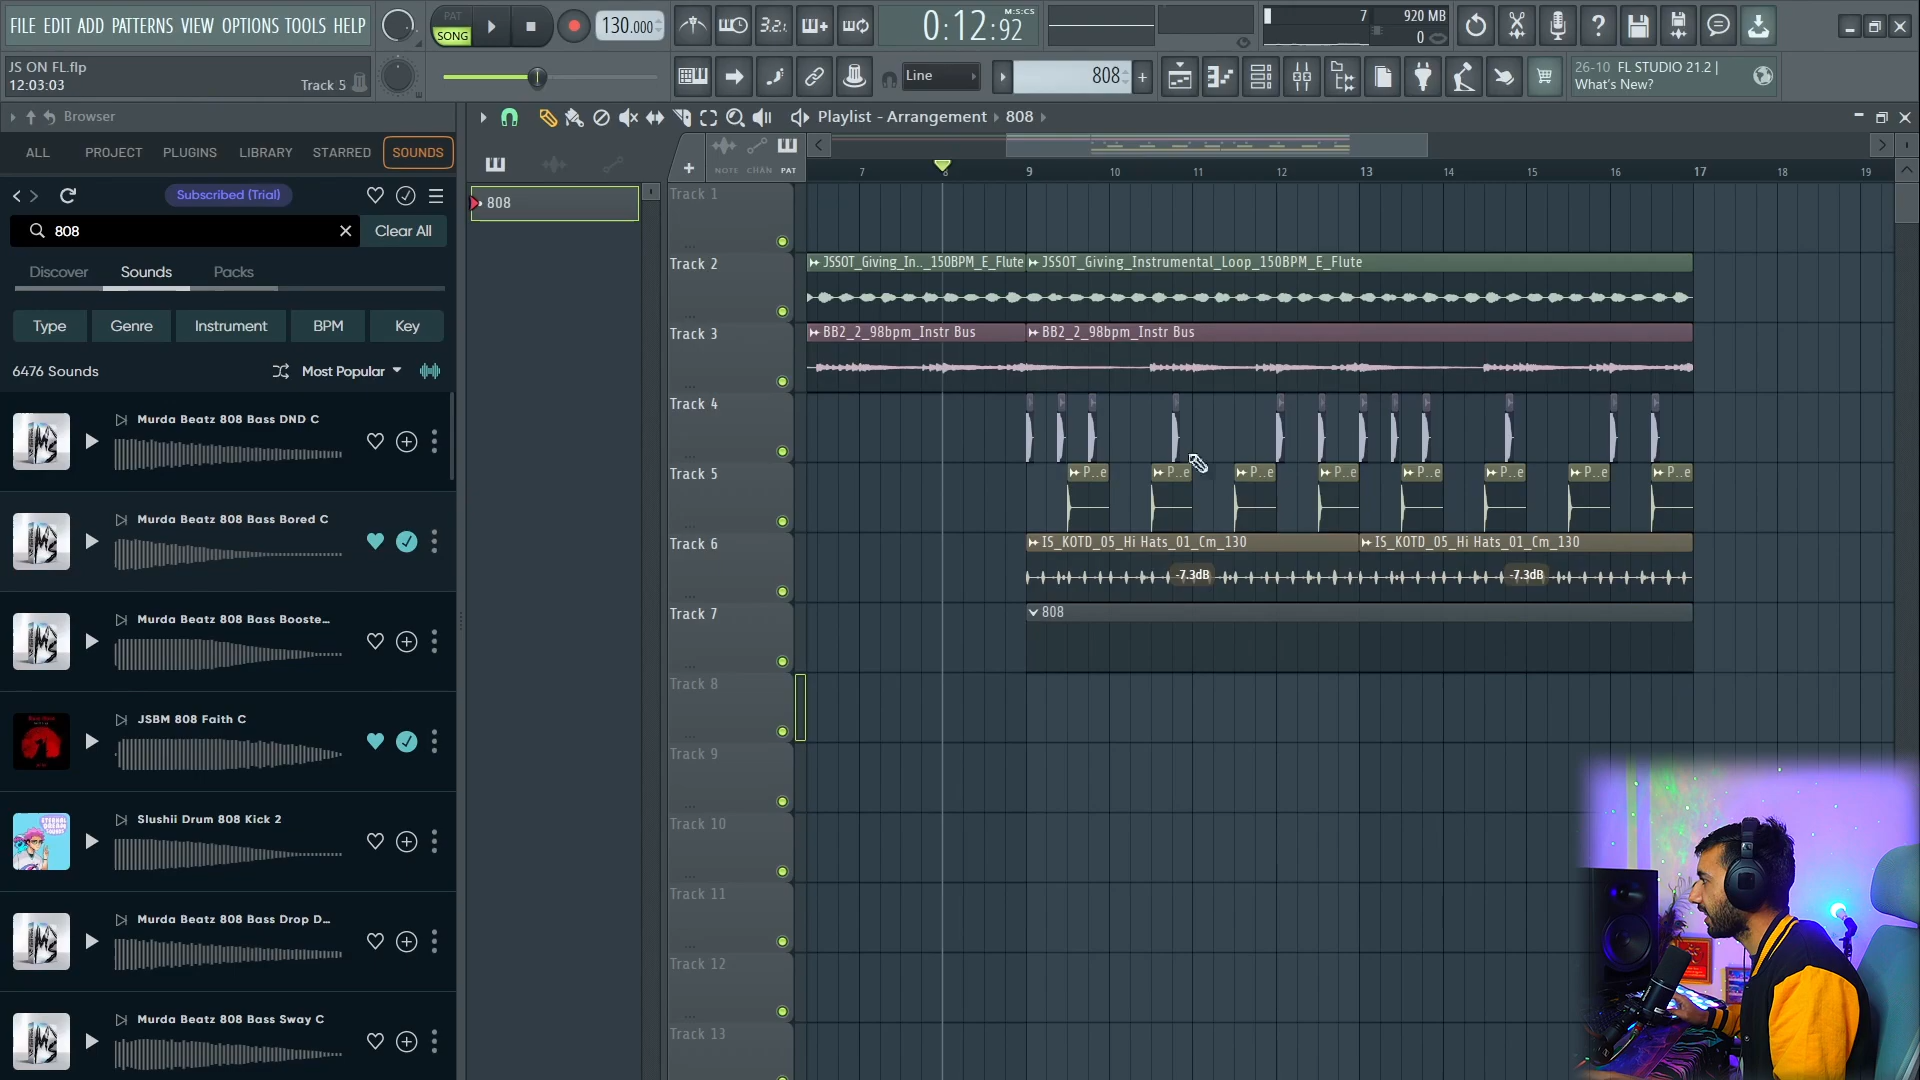 FILE EDIT ADD PATTERNS VIEW OPTIONS TOOLS HELP
PAT
SONG
130.000
3.2.
0:12:92
M:S:CS
7
920 MB
0
JS ON FL.flp
12:03:03
Track 5
Line
808
26-10 FL STUDIO 21.2 |
What's New?
Browser
Playlist - Arrangement
808
ALL
PROJECT
PLUGINS
LIBRARY
STARRED
SOUNDS
NOTE
CHAN
PAT
7
8
9
10
11
12
13
14
15
16
17
18
19
Subscribed (Trial)
808
Clear All
Discover
Sounds
Packs
Type
Genre
Instrument
BPM
Key
6476 Sounds
Most Popular
Murda Beatz 808 Bass DND C
Murda Beatz 808 Bass Bored C
Murda Beatz 808 Bass Booste...
JSBM 808 Faith C
Slushii Drum 808 Kick 2
Murda Beatz 808 Bass Drop D...
Murda Beatz 808 Bass Sway C
808
Track 1
Track 2
JSSOT_Giving_In.._150BPM_E_Flute
JSSOT_Giving_Instrumental_Loop_150BPM_E_Flute
Track 3
BB2_2_98bpm_Instr Bus
BB2_2_98bpm_Instr Bus
Track 4
Track 5
P..e
P..e
P..e
P..e
P..e
P..e
P..e
P..e
Track 6
IS_KOTD_05_Hi Hats_01_Cm_130
IS_KOTD_05_Hi Hats_01_Cm_130
-7.3dB
-7.3dB
Track 7
808
Track 8
Track 9
Track 10
Track 11
Track 12
Track 13